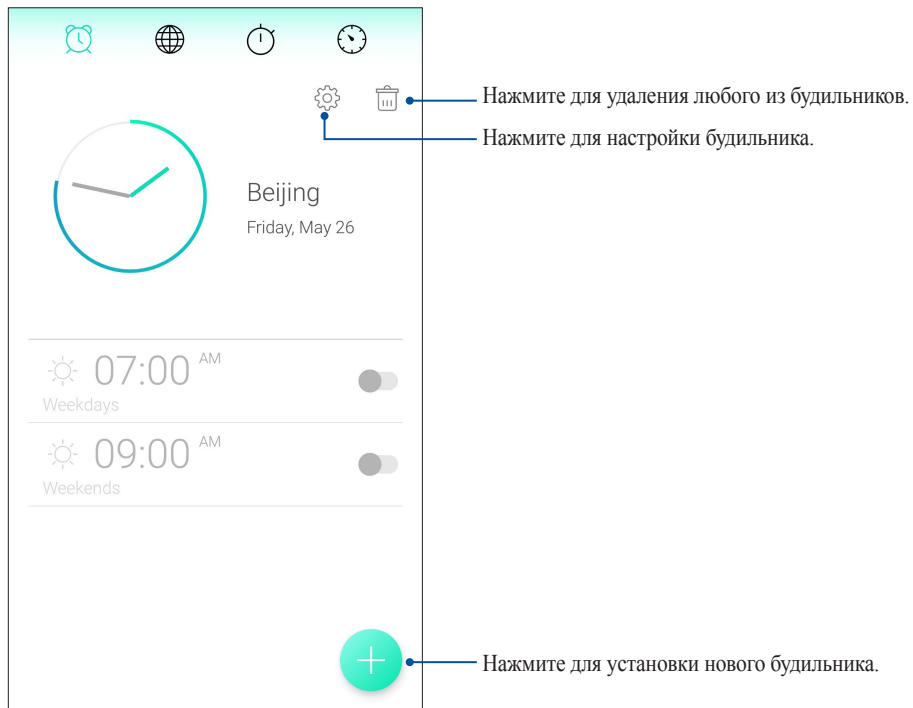 Нажмите для удаления любого из будильников.
Нажмите для настройки будильника.
Beijing
Friday, May 26
07:00 AM
Weekdays
09:00 AM
Weekends
Нажмите для установки нового будильника.